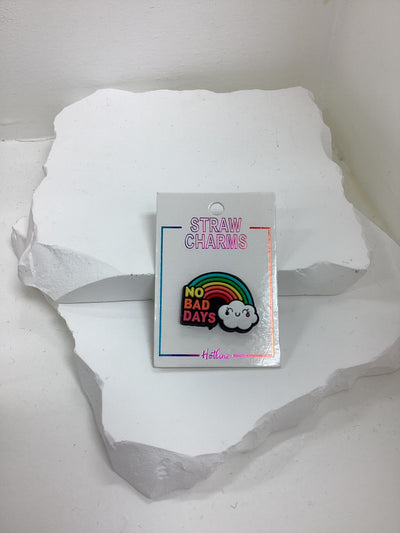 STRAW
CHARMS
NO
BAD
DAYS
Hotline